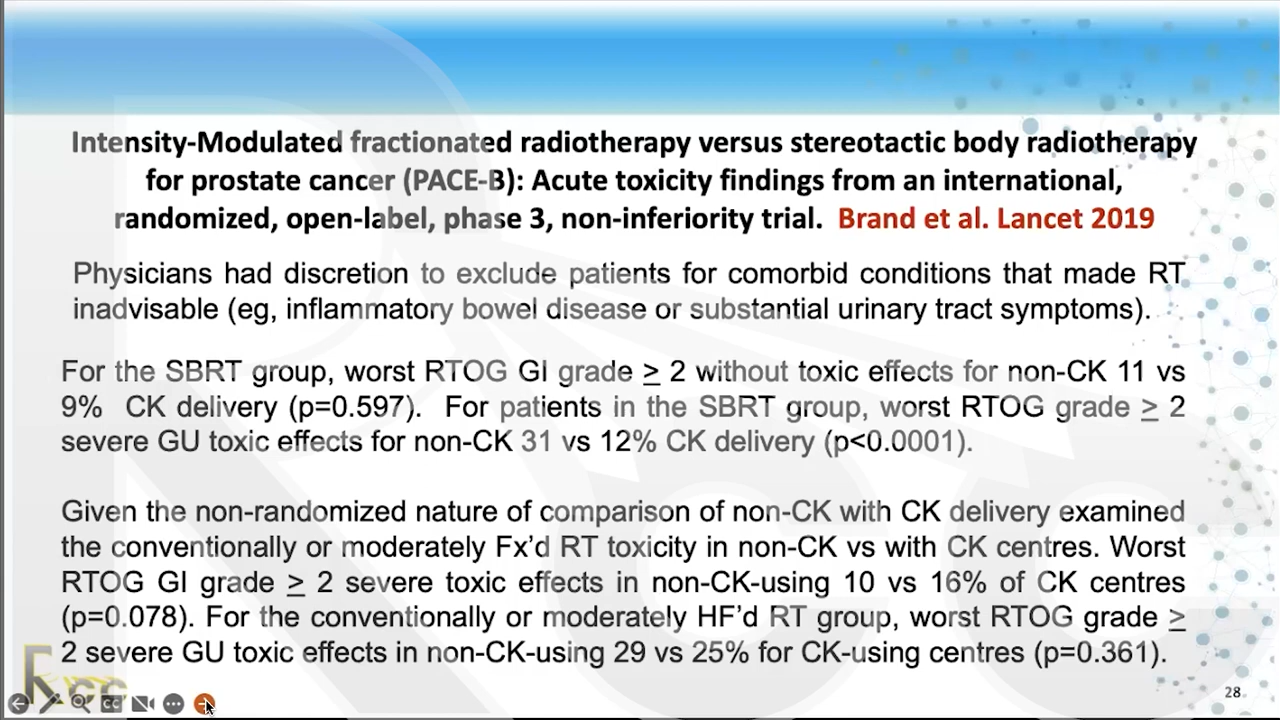 Intensity-Modulated fractionated radiotherapy versus stereotactic body radiotherapy
for prostate cancer (PACE-B): Acute toxicity findings from an international,
randomized, open-label, phase 3, non-inferiority trial. Brand et al. Lancet 2019
Physicians had discretion to exclude patients for comorbid conditions that made RT
inadvisable (eg, inflammatory bowel disease or substantial urinary tract symptoms).
For the SBRT group, worst RTOG GI grade ≥ 2 without toxic effects for non-CK 11 vs
9% CK delivery (p=0.597). For patients in the SBRT group, worst RTOG grade ≥ 2
severe GU toxic effects for non-CK 31 vs 12% CK delivery (p<0.0001).
Given the non-randomized nature of comparison of non-CK with CK delivery examined
the conventionally or moderately Fx’d RT toxicity in non-CK vs with CK centres. Worst
RTOG GI grade ≥ 2 severe toxic effects in non-CK-using 10 vs 16% of CK centres
(p=0.078). For the conventionally or moderately HF’d RT group, worst RTOG grade ≥
2 severe GU toxic effects in non-CK-using 29 vs 25% for CK-using centres (p=0.361).
CC
28